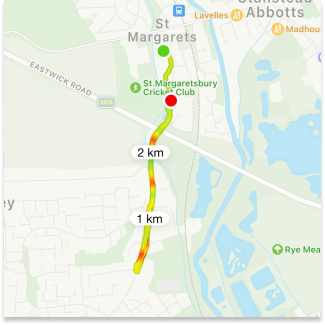 Stanstead
Abbotts
Lavelles
Madhou
St
Margarets
St.Margaretsbury
Cricket Club
EASTWICK ROAD
A414
2 km
ey
1 km
Rye Mea